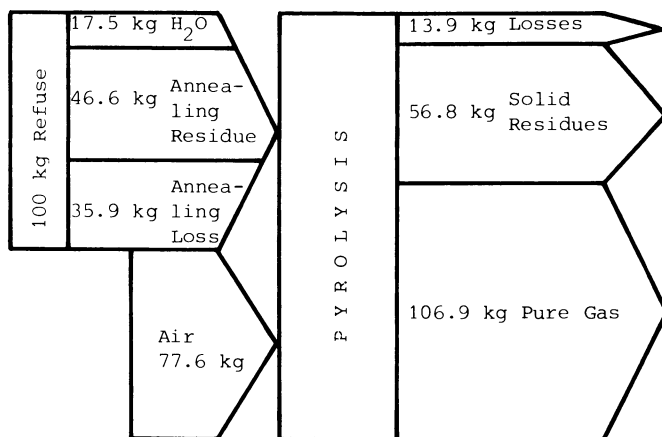 100 kg Refuse
17.5 kg H2O
46.6 kg Annea-
ling
Residue
35.9 kg Annea-
ling
Loss
Air
77.6 kg
PYROLYSIS
13.9 kg Losses
56.8 kg Solid
Residues
106.9 kg Pure Gas